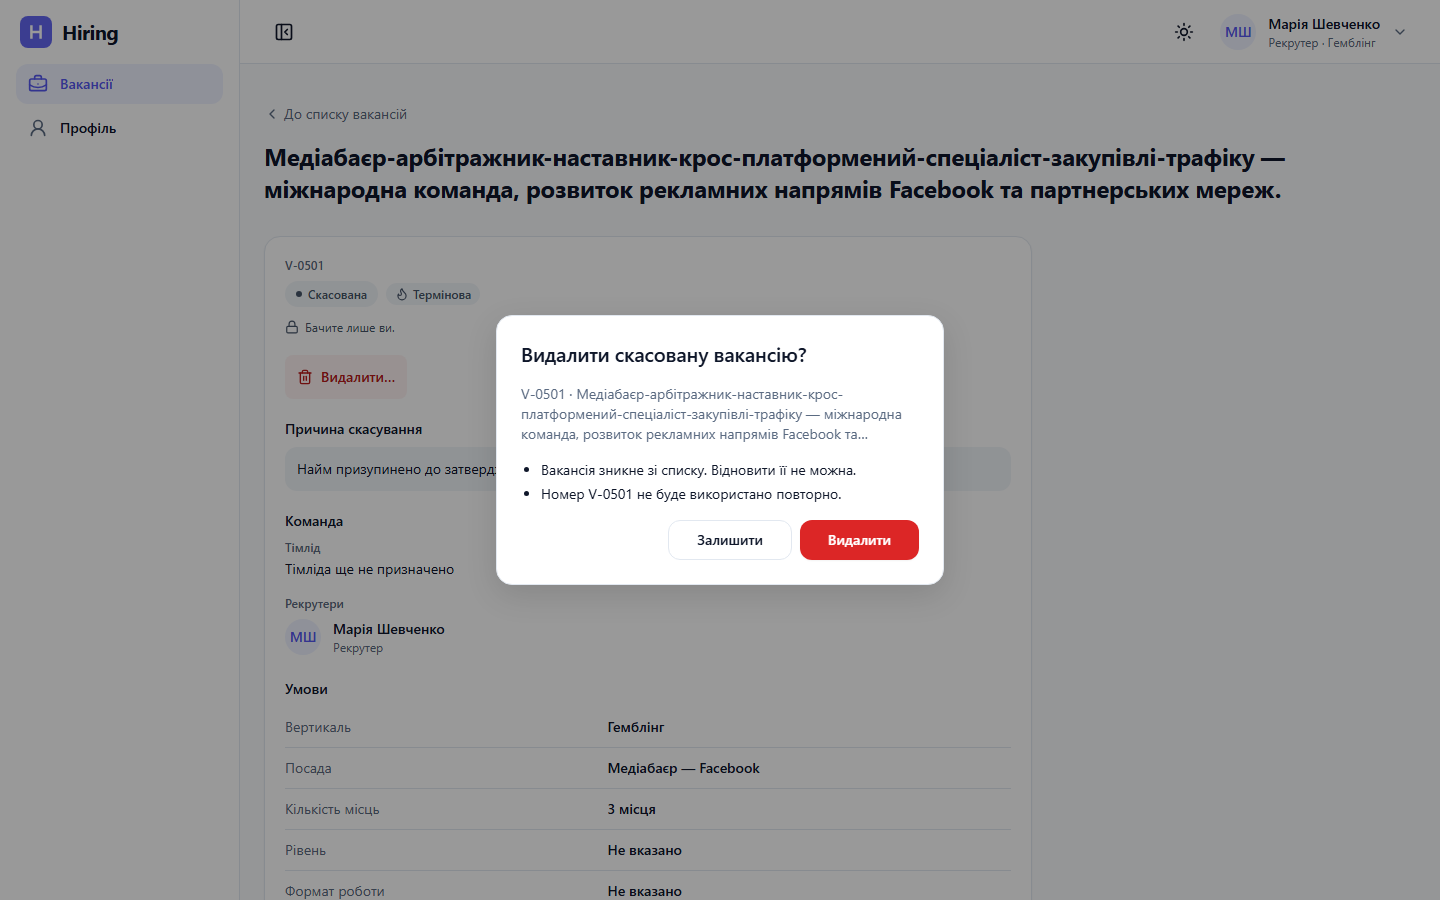 H Hiring
Вакансії
Профіль
МШ
Марія Шевченко
Рекрутер · Гемблінг
До списку вакансій
Медіабаєр-арбітражник-наставник-крос-платформений-спеціаліст-закупівлі-трафіку —
міжнародна команда, розвиток рекламних напрямів Facebook та партнерських мереж.
V-0501
Скасована
Термінова
Бачите лише ви.
Видалити...
Причина скасування
Найм призупинено до
Команда
Тімлід
Тімліда ще не призначено
Рекрутери
МШ
Марія Шевченко
Рекрутер
Умови
Вертикаль Гемблінг
Посада Медіабаєр — Facebook
Кількість місць 3 місця
Рівень Не вказано
Формат роботи Не вказано
Видалити скасовану вакансію?
V-0501 · Медіабаєр-арбітражник-наставник-крос-
платформений-спеціаліст-закупівлі-трафіку — міжнародна
команда, розвиток рекламних напрямів Facebook та...
• Вакансія зникне зі списку. Відновити її не можна.
• Номер V-0501 не буде використано повторно.
Залишити
Видалити